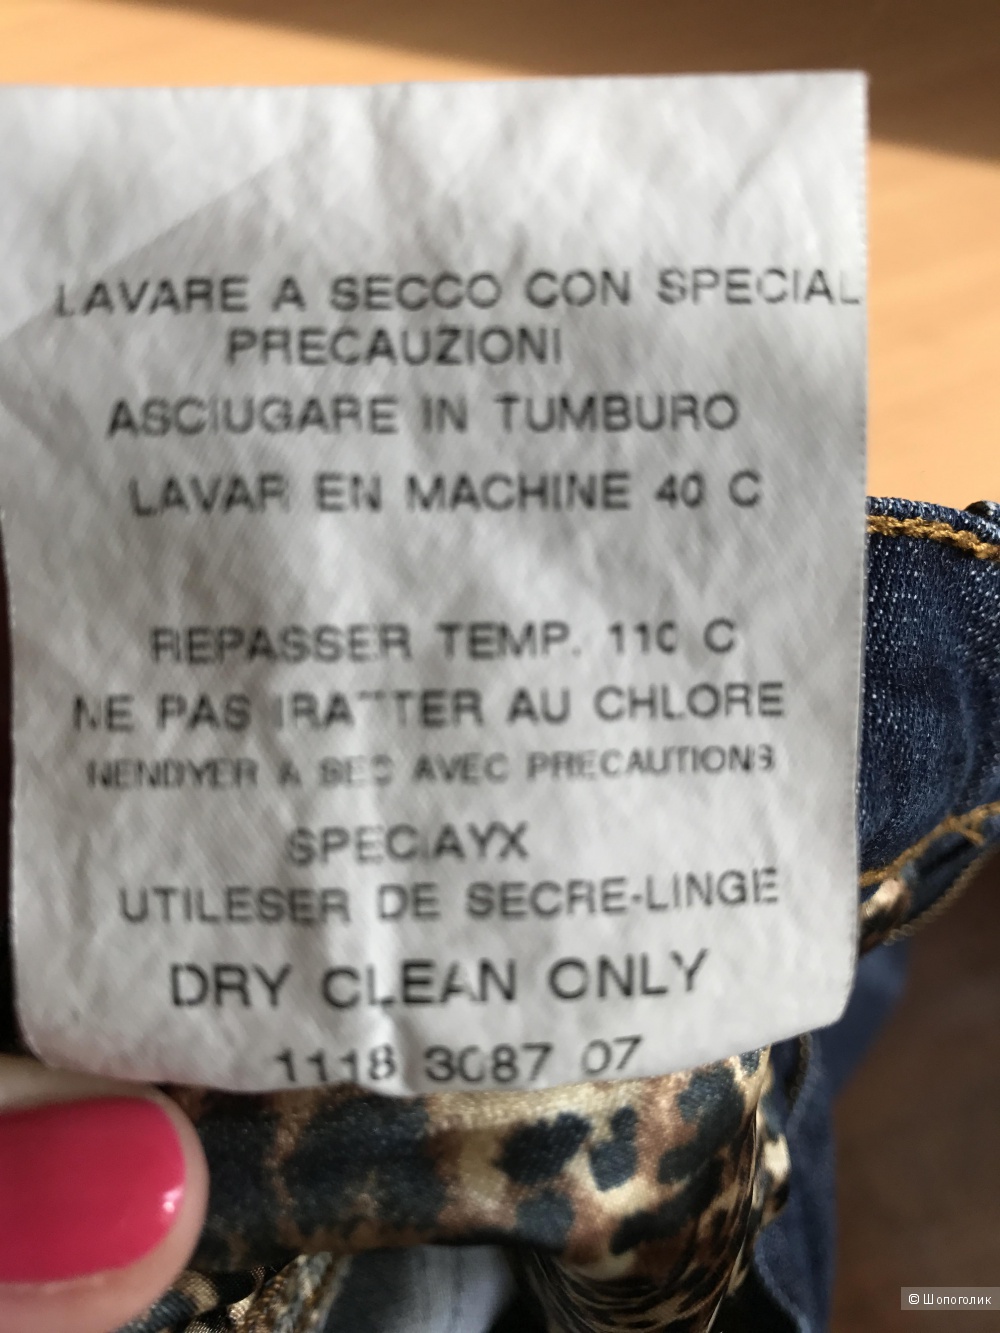 LAVARE A SECCO CON SPECIAL
PRECAUZIONI
ASCIUGARE IN TUMBURO
LAVAR EN MACHINE 40 C
REPASSER TEMP. 110 C
NE PAS TRATTER AU CHLORE
NENDYER A SEC AVEC PRECAUTIONS
SPECIAYX
UTILESER DE SECRE-LINGE
DRY CLEAN ONLY
1118 3087 07
© Шопоголик